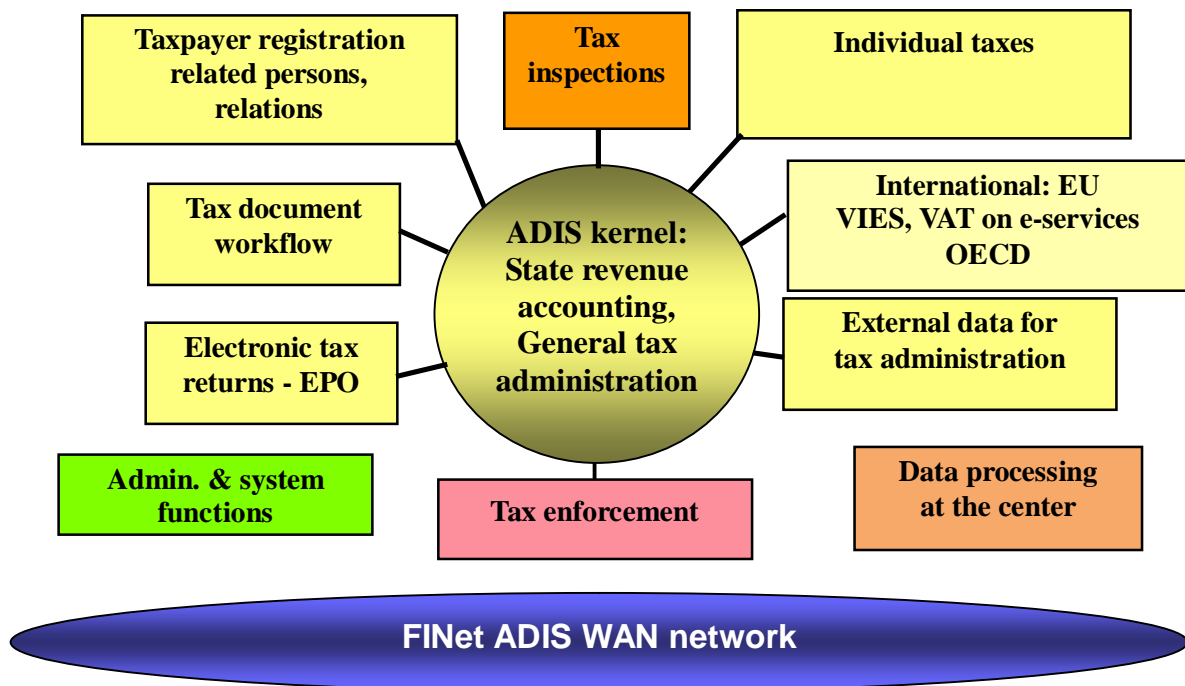 Taxpayer registration
related persons,
relations
Tax
inspections
Individual taxes
Tax document
workflow
ADIS kernel:
State revenue
accounting,
General tax
administration
International: EU
VIES, VAT on e-services
OECD
Electronic tax
returns - EPO
External data for
tax administration
Admin. & system
functions
Tax enforcement
Data processing
at the center
FINet ADIS WAN network